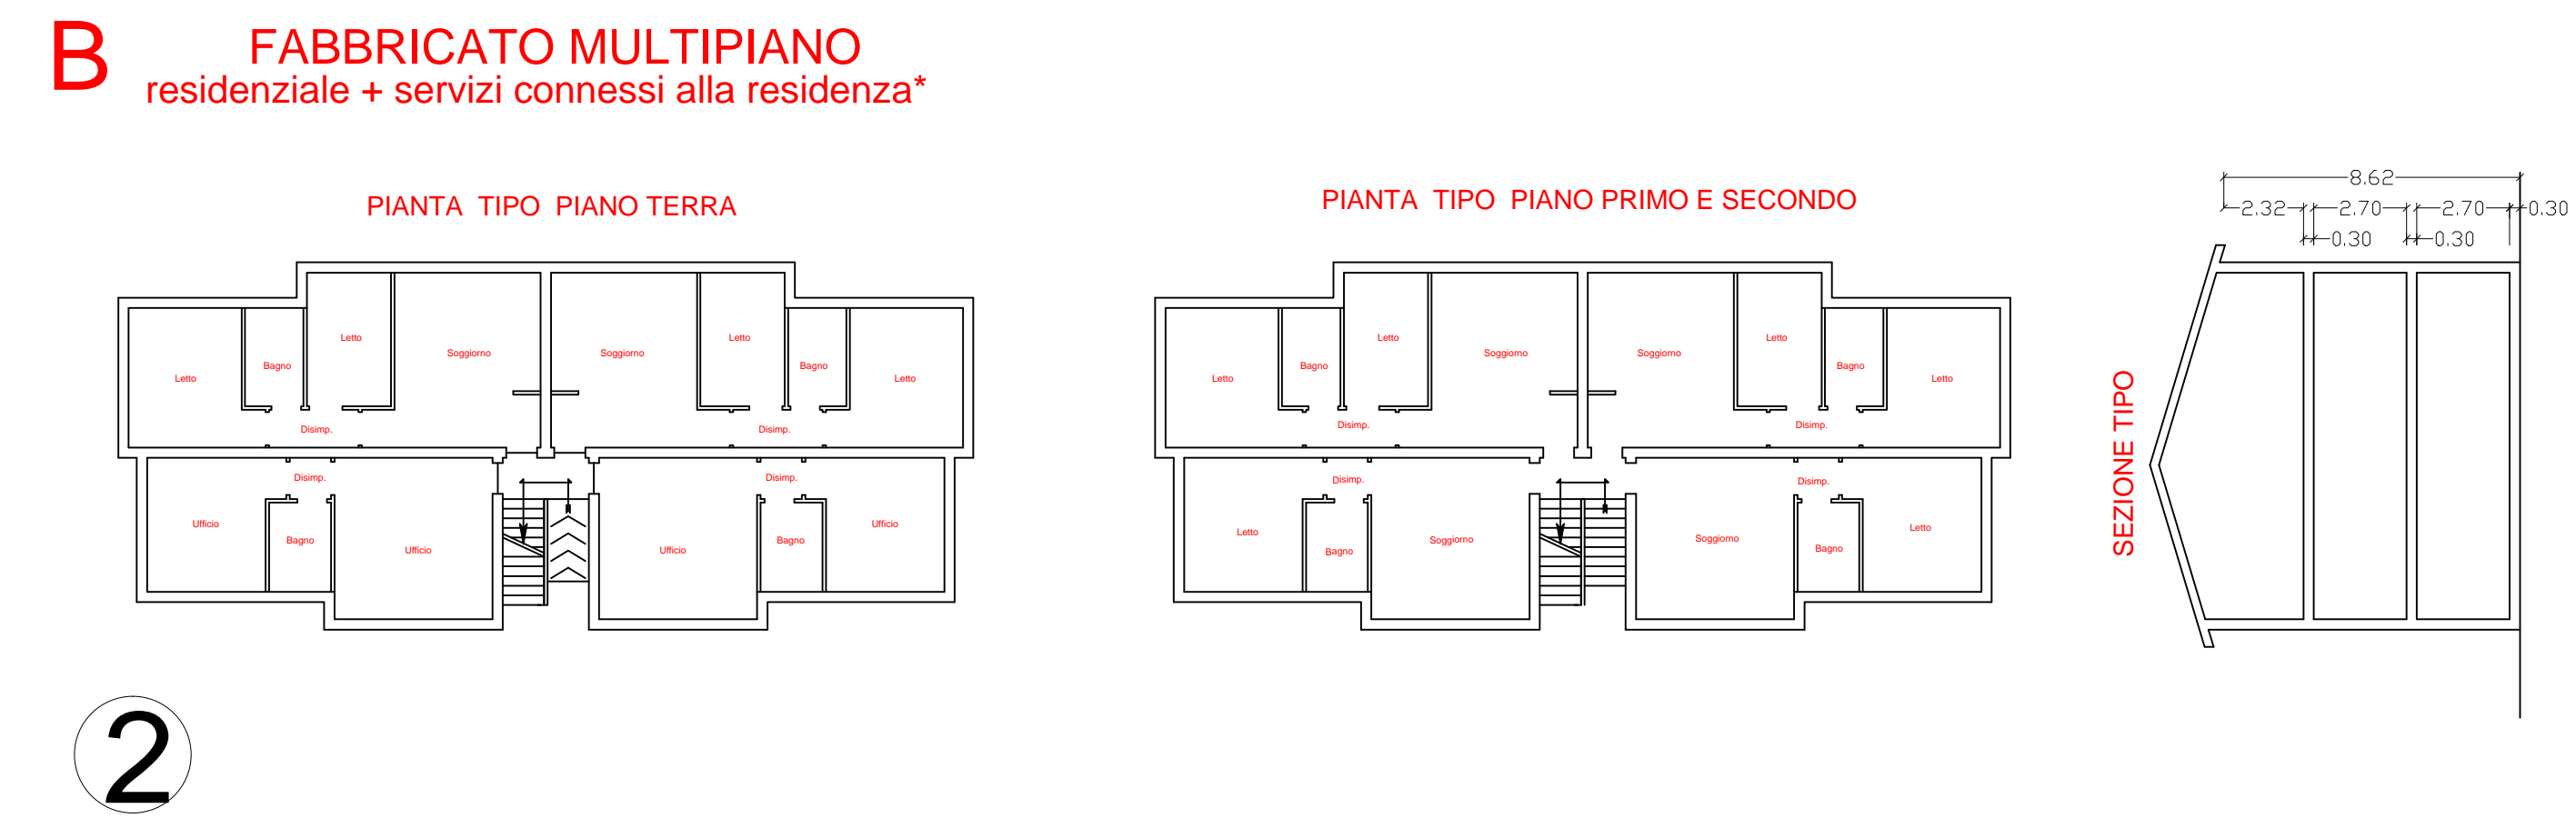 B
FABBRICATO MULTIPIANO
residenziale + servizi connessi alla residenza*
PIANTA TIPO PIANO TERRA
Letto
Bagno
Letto
Soggiorno
Soggiorno
Letto
Bagno
Letto
Disimp.
Disimp.
Disimp.
Disimp.
Ufficio
Bagno
Ufficio
Ufficio
Bagno
Ufficio
PIANTA TIPO PIANO PRIMO E SECONDO
Letto
Bagno
Letto
Soggiorno
Soggiorno
Letto
Bagno
Letto
Disimp.
Disimp.
Disimp.
Disimp.
Letto
Bagno
Soggiorno
Soggiorno
Bagno
Letto
SEZIONE TIPO
8.62
2.32
2.70
2.70
0.30
0.30
0.30
2